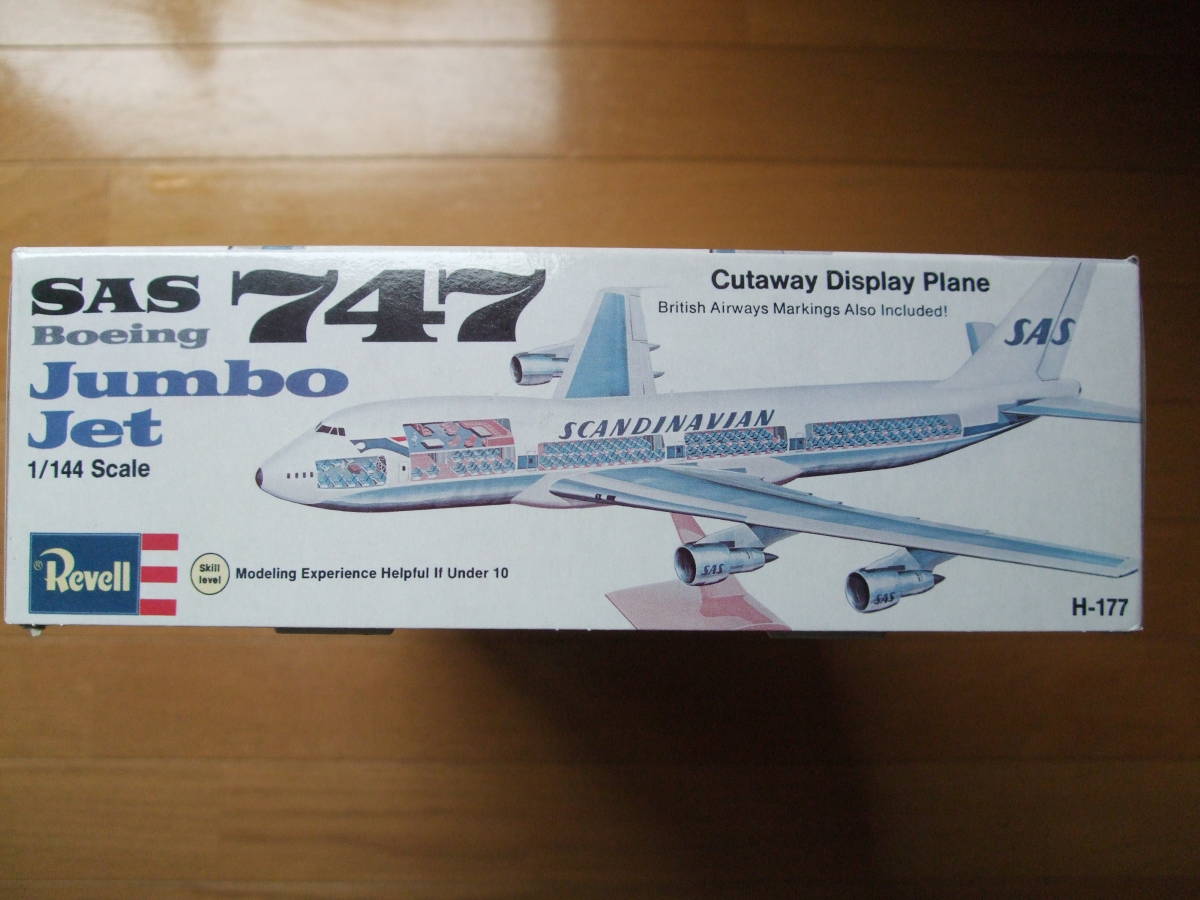 SAS 747
Boeing
Jumbo
Jet
1/144 Scale
Cutaway Display Plane
British Airways Markings Also Included!
SAS
SCANDINAVIAN
SAS
SAS
® Revell
Skill
level
Modeling Experience Helpful If Under 10
H-177